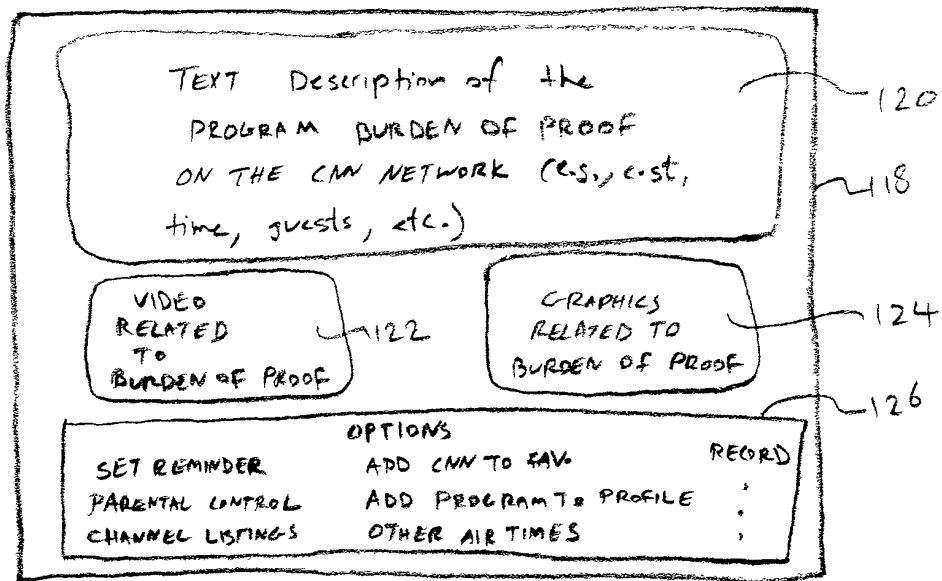 TEXT Description of the
PROGRAM BURDEN OF PROOF
ON THE CNN NETWORK (e.g., cost,
time, guests, etc.)
120
118
VIDEO
RELATED
TO
BURDEN OF PROOF
122
GRAPHICS
RELATED TO
BURDEN OF PROOF
124
126
OPTIONS
SET REMINDER ADD CNN TO FAV. RECORD
PARENTAL CONTROL ADD PROGRAM TO PROFILE
CHANNEL LISTINGS OTHER AIR TIMES